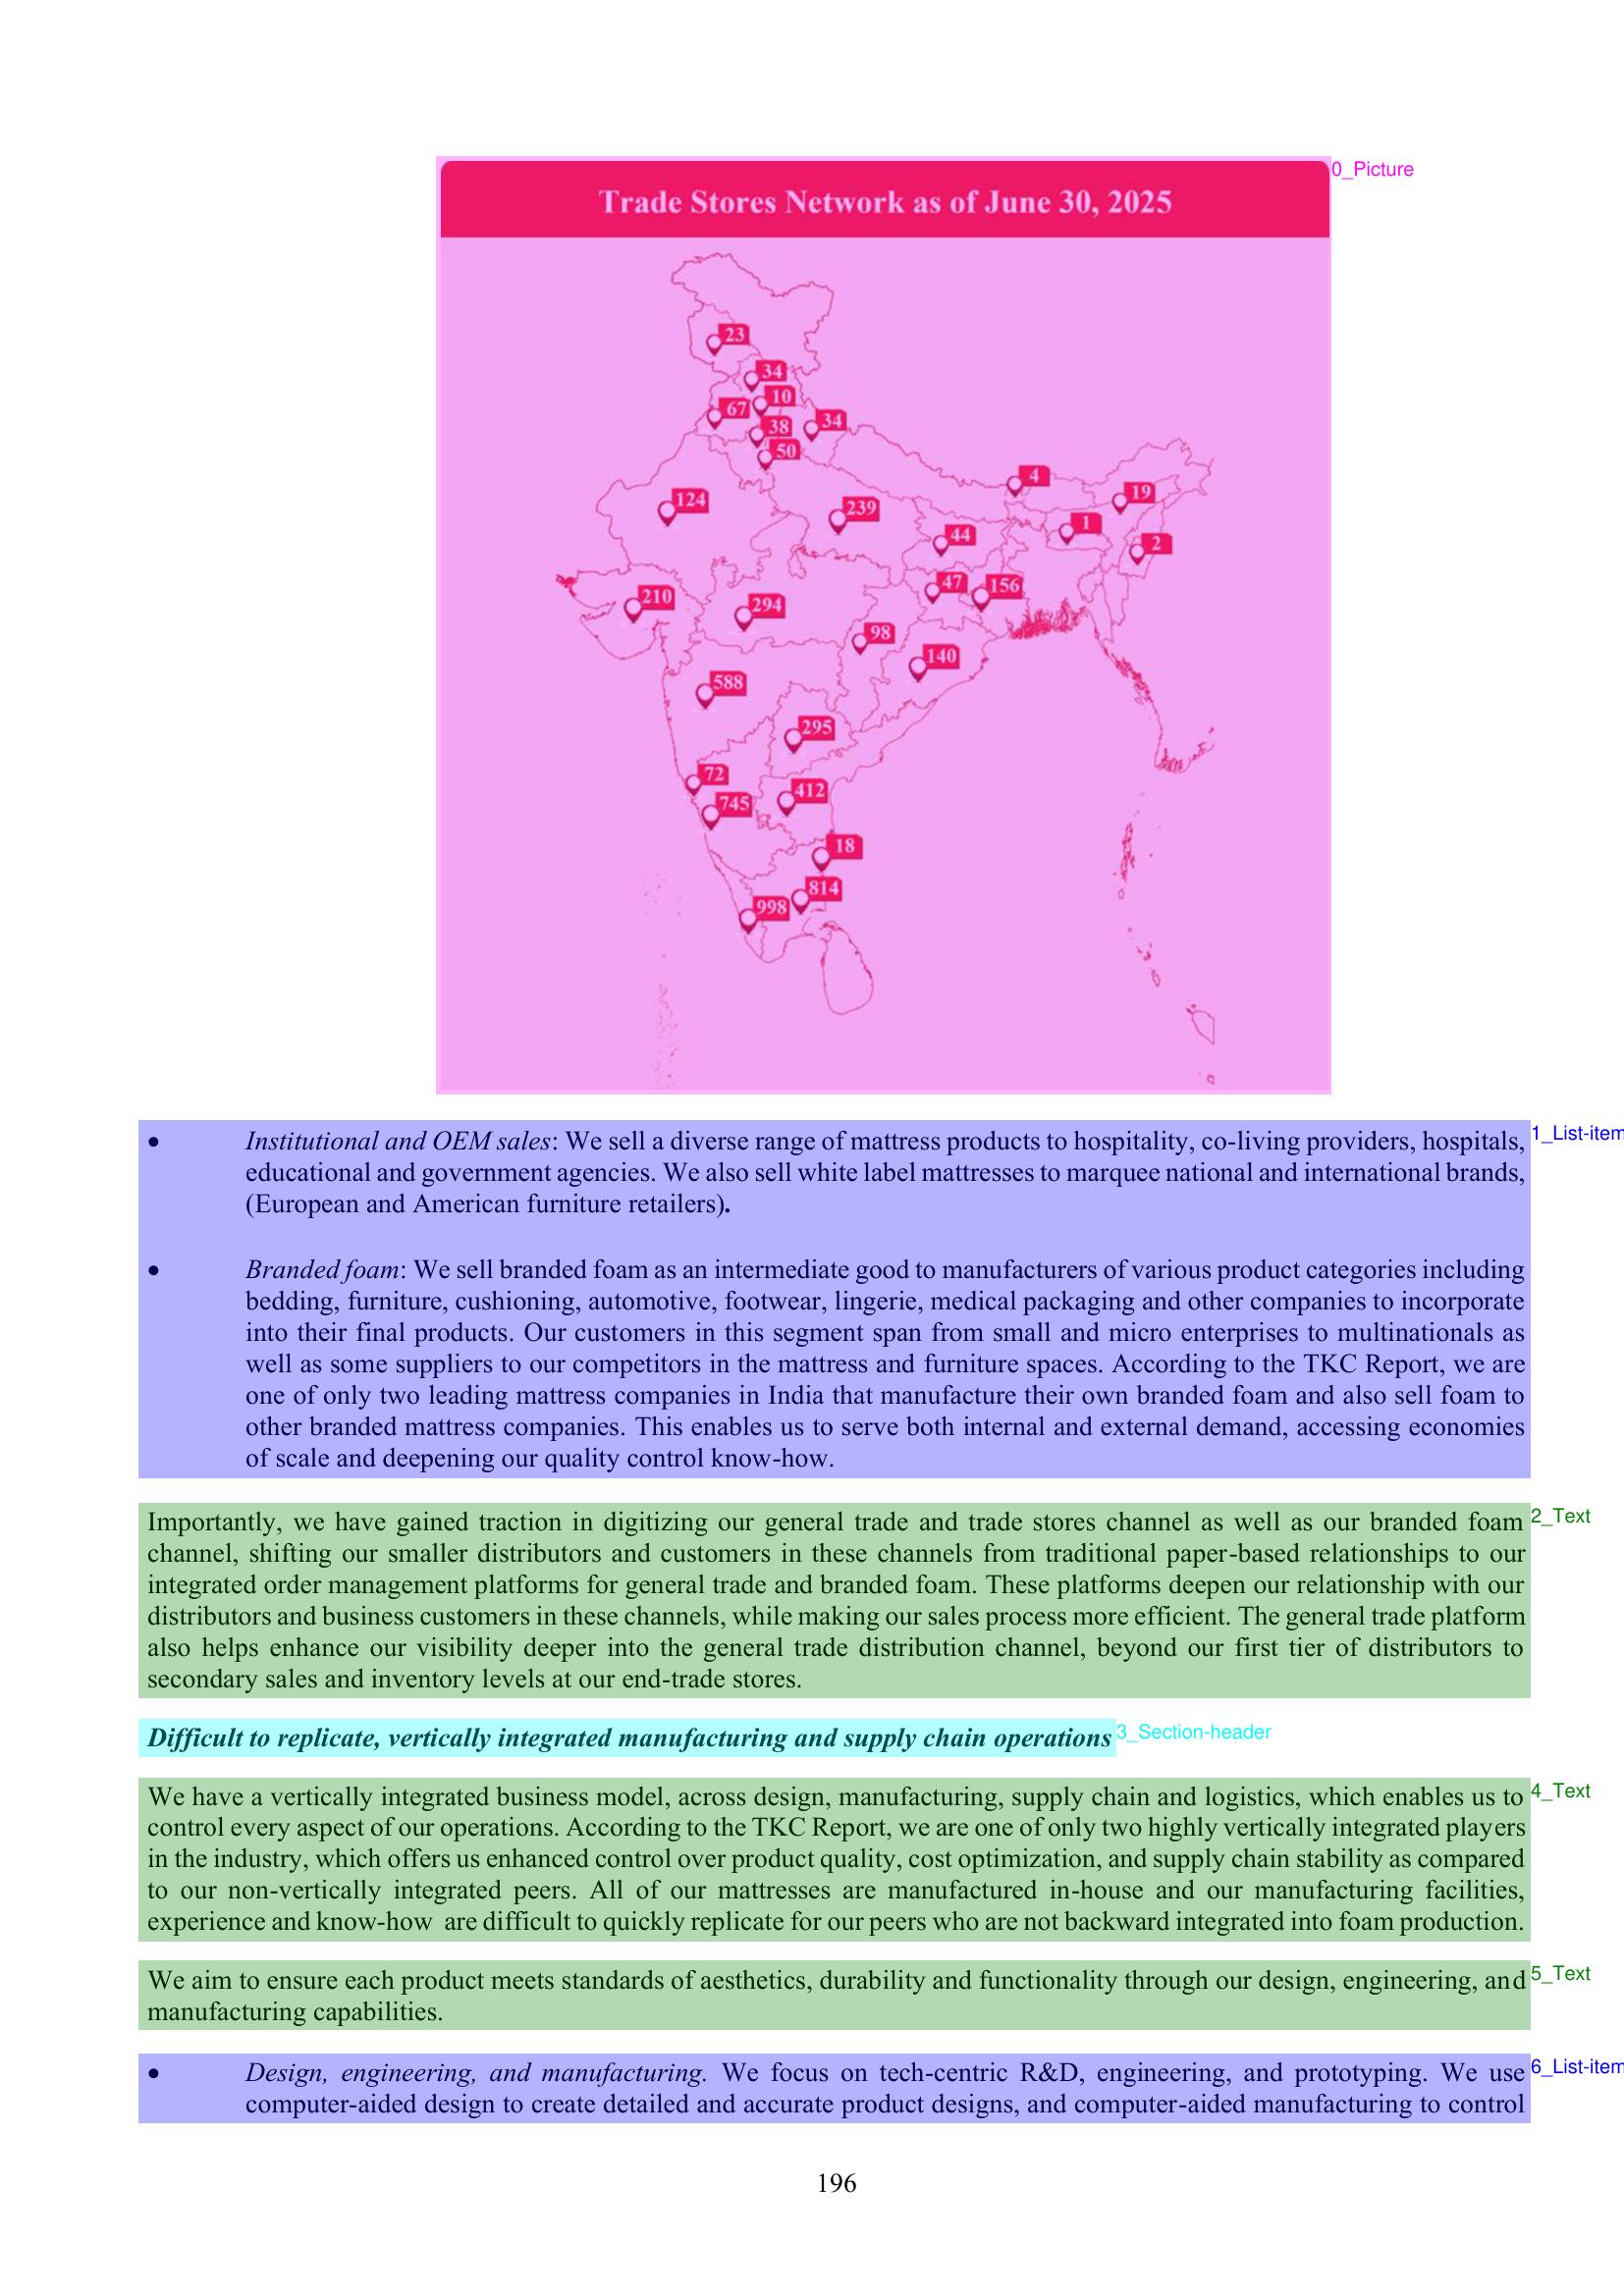 Trade Stores Network as of June 30, 2025
0_Picture
23
34
10
67
38
34
50
4
19
124
239
1
44
2
47
156
210
294
98
140
588
295
72
412
745
18
814
998
• Institutional and OEM sales: We sell a diverse range of mattress products to hospitality, co-living providers, hospitals,
1_List-item
educational and government agencies. We also sell white label mattresses to marquee national and international brands,
(European and American furniture retailers).
• Branded foam: We sell branded foam as an intermediate good to manufacturers of various product categories including
bedding, furniture, cushioning, automotive, footwear, lingerie, medical packaging and other companies to incorporate
into their final products. Our customers in this segment span from small and micro enterprises to multinationals as
well as some suppliers to our competitors in the mattress and furniture spaces. According to the TKC Report, we are
one of only two leading mattress companies in India that manufacture their own branded foam and also sell foam to
other branded mattress companies. This enables us to serve both internal and external demand, accessing economies
of scale and deepening our quality control know-how.
Importantly, we have gained traction in digitizing our general trade and trade stores channel as well as our branded foam
2_Text
channel, shifting our smaller distributors and customers in these channels from traditional paper-based relationships to our
integrated order management platforms for general trade and branded foam. These platforms deepen our relationship with our
distributors and business customers in these channels, while making our sales process more efficient. The general trade platform
also helps enhance our visibility deeper into the general trade distribution channel, beyond our first tier of distributors to
secondary sales and inventory levels at our end-trade stores.
Difficult to replicate, vertically integrated manufacturing and supply chain operations
3_Section-header
We have a vertically integrated business model, across design, manufacturing, supply chain and logistics, which enables us to
4_Text
control every aspect of our operations. According to the TKC Report, we are one of only two highly vertically integrated players
in the industry, which offers us enhanced control over product quality, cost optimization, and supply chain stability as compared
to our non-vertically integrated peers. All of our mattresses are manufactured in-house and our manufacturing facilities,
experience and know-how are difficult to quickly replicate for our peers who are not backward integrated into foam production.
We aim to ensure each product meets standards of aesthetics, durability and functionality through our design, engineering, and
5_Text
manufacturing capabilities.
• Design, engineering, and manufacturing. We focus on tech-centric R&D, engineering, and prototyping. We use
6_List-item
computer-aided design to create detailed and accurate product designs, and computer-aided manufacturing to control
196